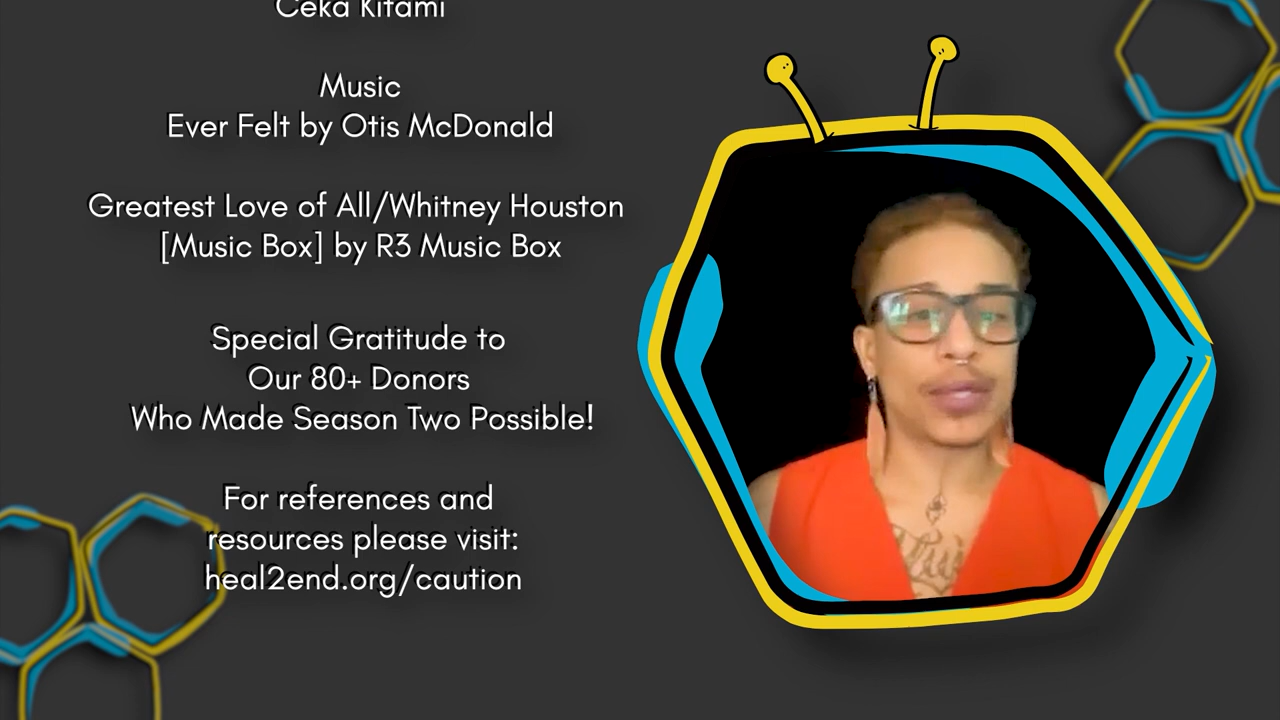 Ceka Kitami
Music
Ever Felt by Otis McDonald
Greatest Love of All/Whitney Houston
[Music Box] by R3 Music Box
Special Gratitude to
Our 80+ Donors
Who Made Season Two Possible!
For references and
resources please visit:
heal2end.org/caution